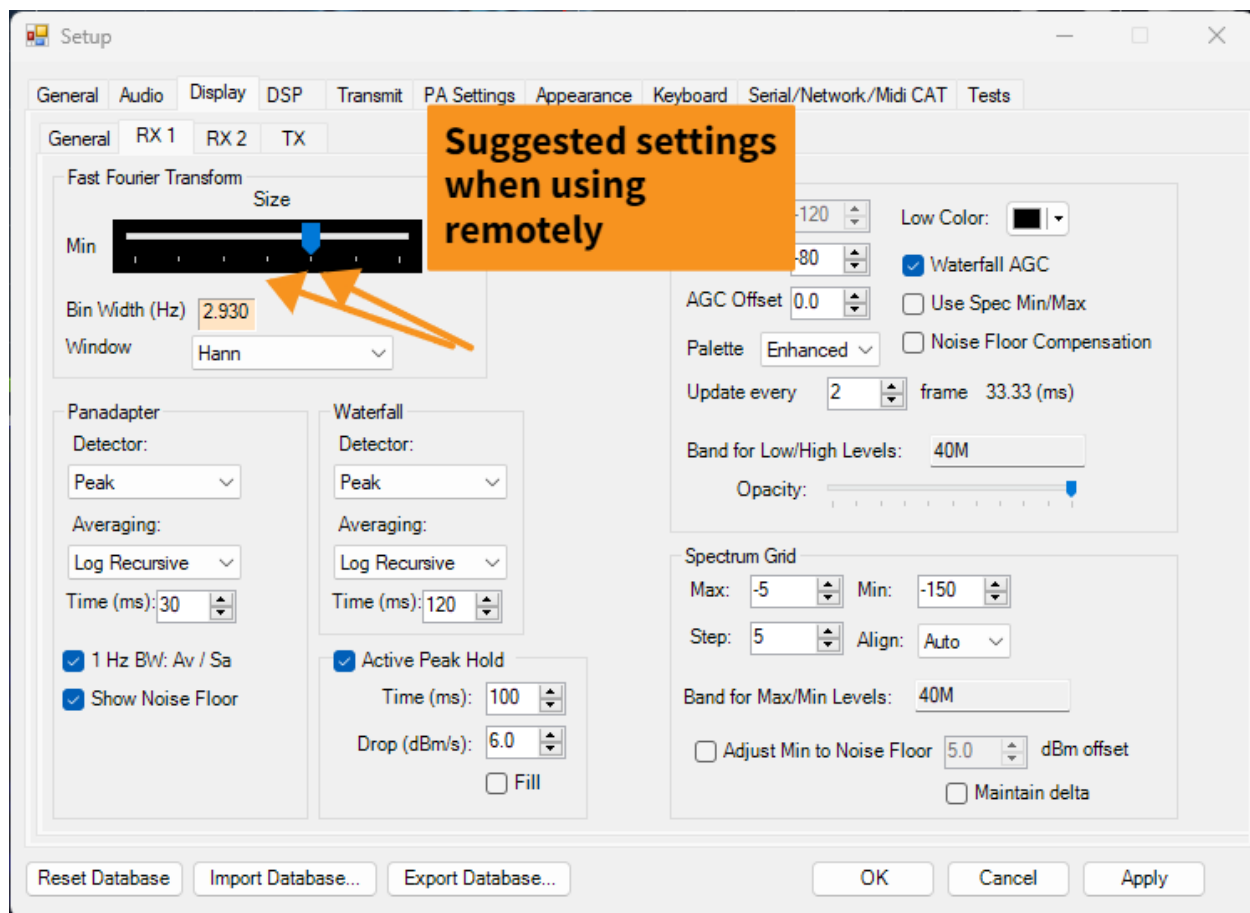 Setup
General Audio Display DSP Transmit PA Settings Appearance Keyboard Serial/Network/Midi CAT Tests
General RX 1 RX 2 TX
Suggested settings
when using
remotely
Fast Fourier Transform
Size
Min
Bin Width (Hz) 2.930
Window Hann
-120 Low Color:
-80 Waterfall AGC
AGC Offset 0.0 Use Spec Min/Max
Palette Enhanced Noise Floor Compensation
Update every 2 frame 33.33 (ms)
Band for Low/High Levels: 40M
Opacity:
Panadapter
Detector:
Peak
Averaging:
Log Recursive
Time (ms): 30
1 Hz BW: Av / Sa
Show Noise Floor
Waterfall
Detector:
Peak
Averaging:
Log Recursive
Time (ms): 120
Active Peak Hold
Time (ms): 100
Drop (dBm/s): 6.0
Fill
Spectrum Grid
Max: -5 Min: -150
Step: 5 Align: Auto
Band for Max/Min Levels: 40M
Adjust Min to Noise Floor 5.0 dBm offset
Maintain delta
Reset Database Import Database... Export Database... OK Cancel Apply